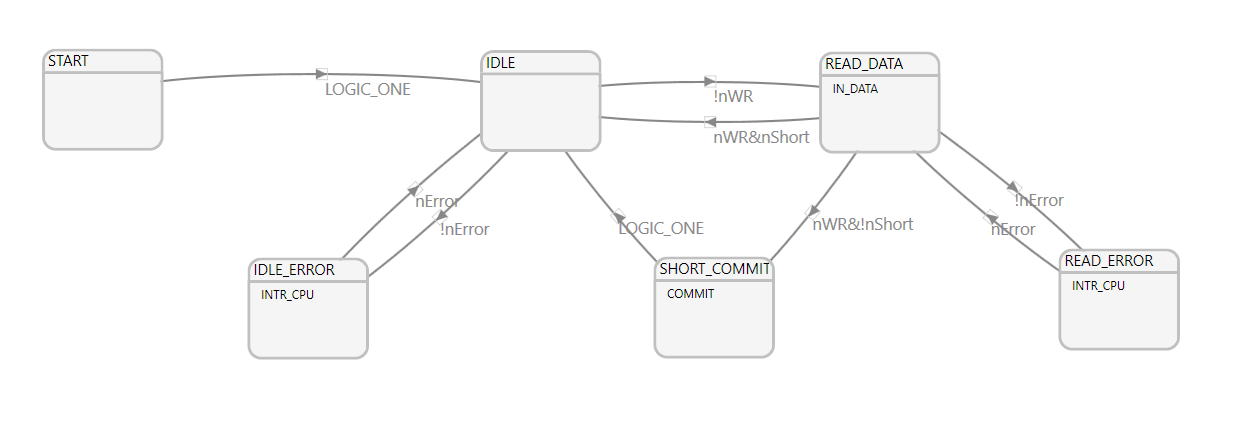 START
IDLE
READ_DATA
IN_DATA
LOGIC_ONE
!nWR
nWR&nShort
nError
!nError
LOGIC_ONE
nWR&!nShort
!nError
nError
IDLE_ERROR
INTR_CPU
SHORT_COMMIT
COMMIT
READ_ERROR
INTR_CPU